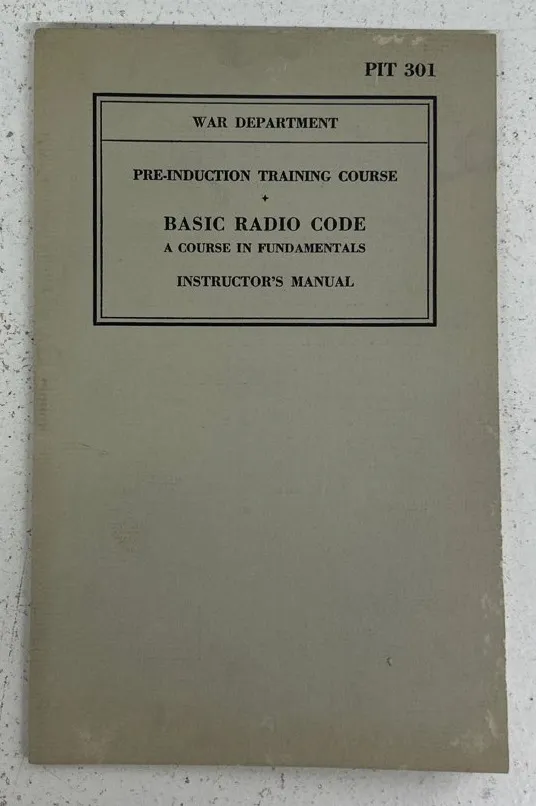 PIT 301
WAR DEPARTMENT
PRE-INDUCTION TRAINING COURSE
BASIC RADIO CODE
A COURSE IN FUNDAMENTALS
INSTRUCTOR'S MANUAL